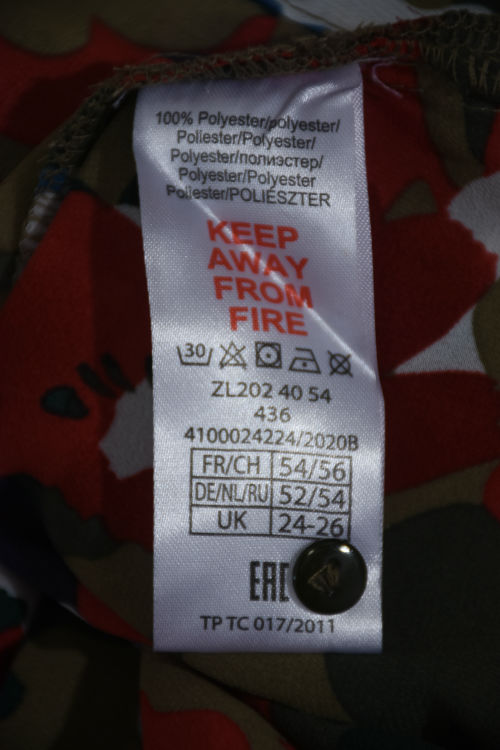 100% Polyester/polyester/
Poliester/Polyester/
Polyester/полиэстер/
Polyester/Polyester
Poliester/POLIÉSZTER
KEEP
AWAY
FROM
FIRE
30
ZL202 40 54
436
4100024224/2020B
FR/CH 54/56
DE/NL/RU 52/54
UK 24-26
EAC
TP TC 017/2011